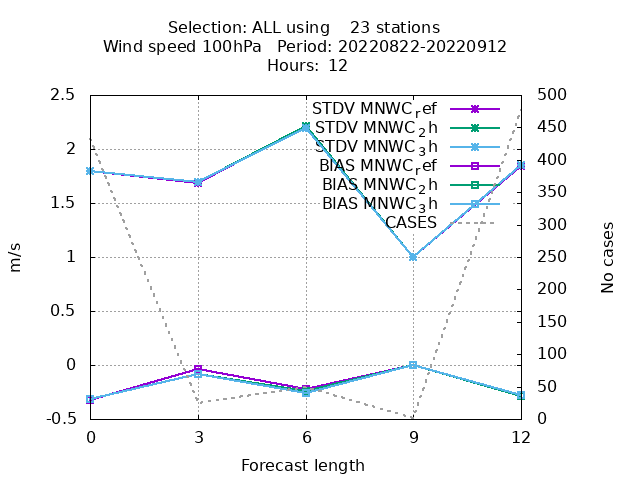 Selection: ALL using    23 stations
Wind speed 100hPa   Period: 20220822-20220912
Hours:  12
STDV MNWC_ref
STDV MNWC_2h
STDV MNWC_3h
BIAS MNWC_ref
BIAS MNWC_2h
BIAS MNWC_3h
CASES
2.5
2
1.5
1
0.5
0
-0.5
m/s
500
450
400
350
300
250
200
150
100
50
0
No cases
0 3 6 9 12
Forecast length